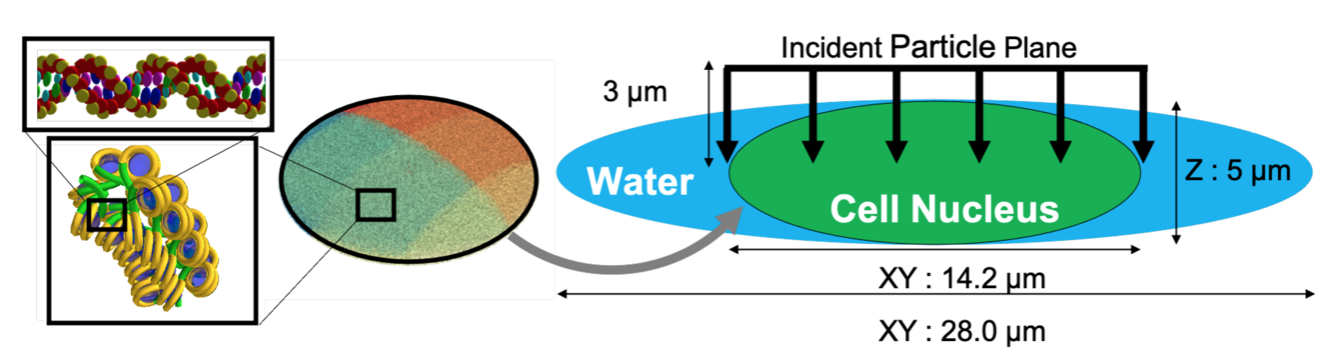 Incident Particle Plane
3 μm
Water
Cell Nucleus
Z : 5 μm
XY : 14.2 μm
XY : 28.0 μm